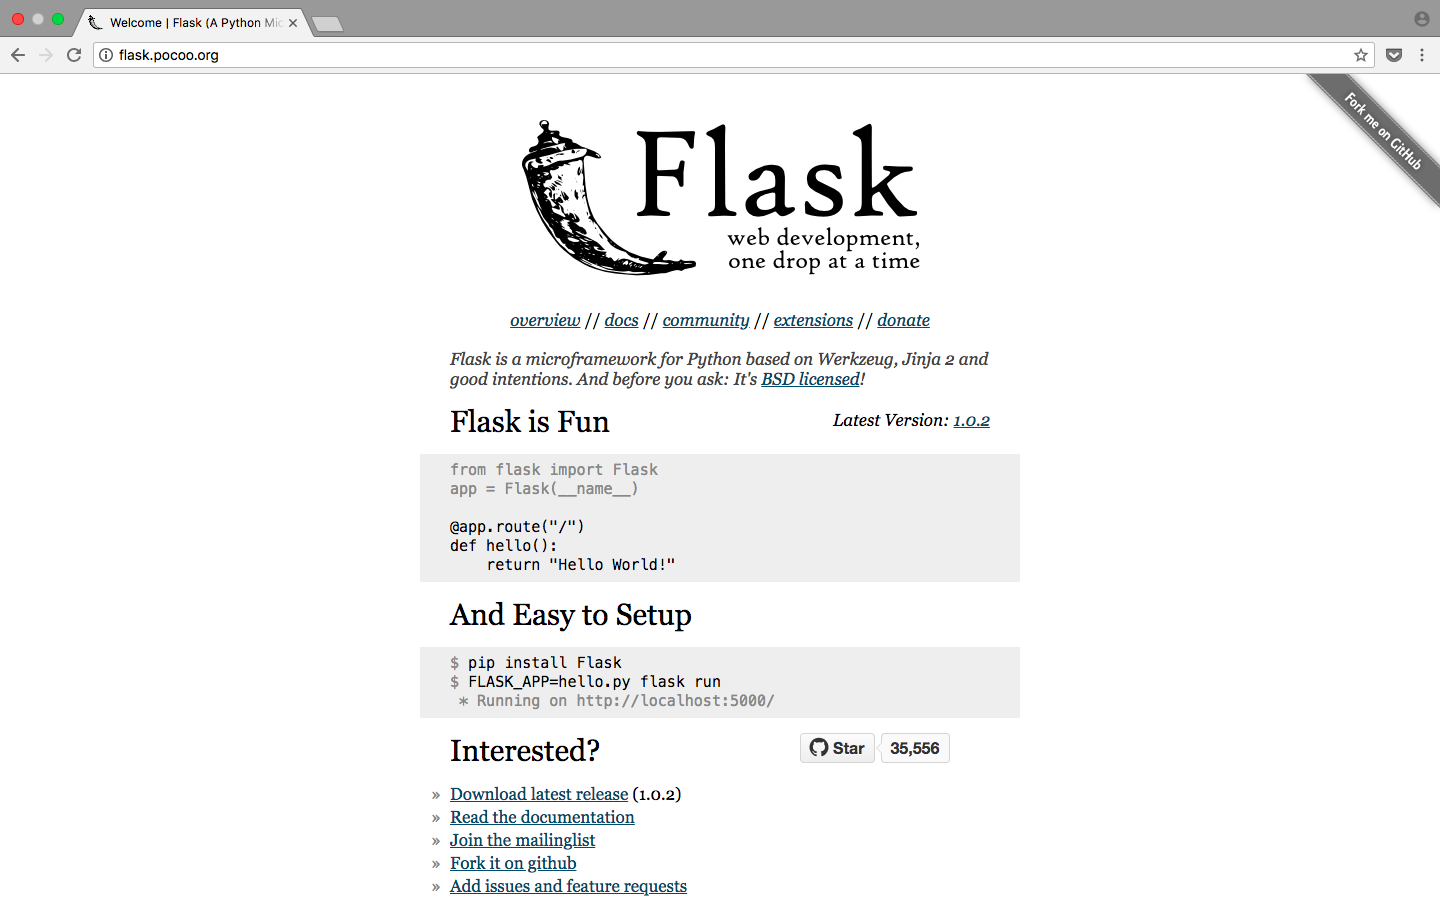 Welcome | Flask (A Python Mic
flask.pocoo.org
Fork me on GitHub
Flask
web development,
one drop at a time
overview // docs // community // extensions // donate
Flask is a microframework for Python based on Werkzeug, Jinja 2 and
good intentions. And before you ask: It's BSD licensed!
Flask is Fun
Latest Version: 1.0.2
from flask import Flask
app = Flask(__name__)
@app.route("/")
def hello():
    return "Hello World!"
And Easy to Setup
$ pip install Flask
$ FLASK_APP=hello.py flask run
 * Running on http://localhost:5000/
Interested?
Star 35,556
» Download latest release (1.0.2)
» Read the documentation
» Join the mailinglist
» Fork it on github
» Add issues and feature requests